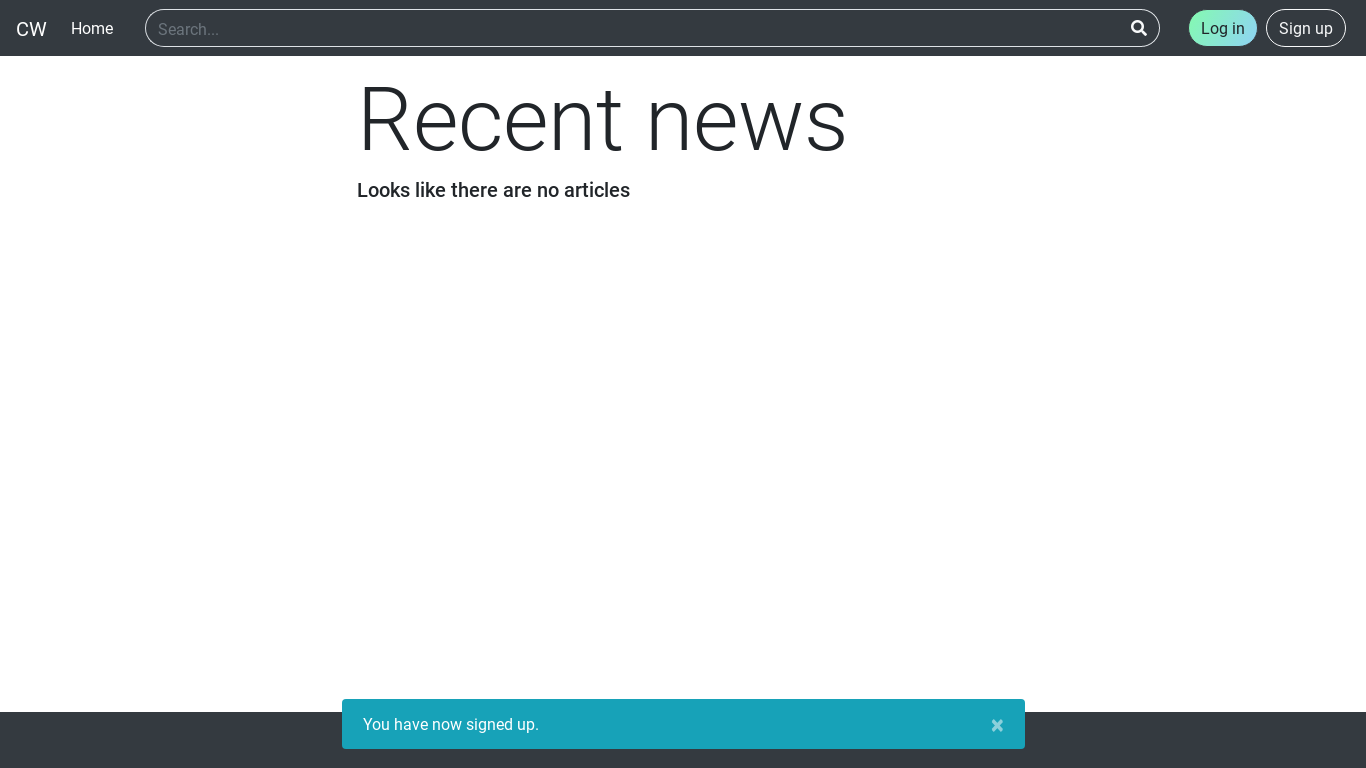 CW
Home
Search...
Log in
Sign up
Recent news
Looks like there are no articles
You have now signed up.
×